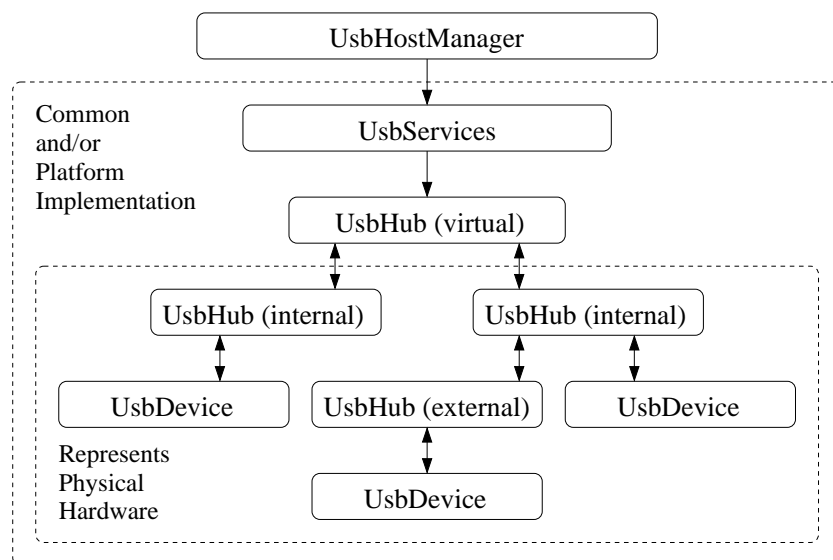 UsbHostManager
Common
and/or
Platform
Implementation
UsbServices
UsbHub (virtual)
UsbHub (internal)
UsbHub (internal)
UsbDevice
UsbHub (external)
UsbDevice
Represents
Physical
Hardware
UsbDevice